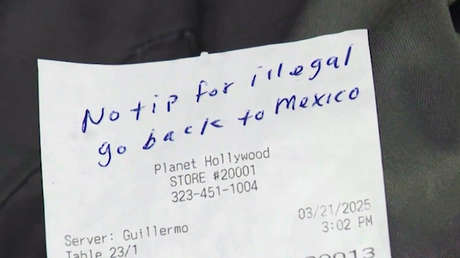 No tip for illegal
go back to Mexico
Planet Hollywood
STORE #20001
323-451-1004
03/21/2025
Server: Guillermo
3:02 PM
Table 23/1